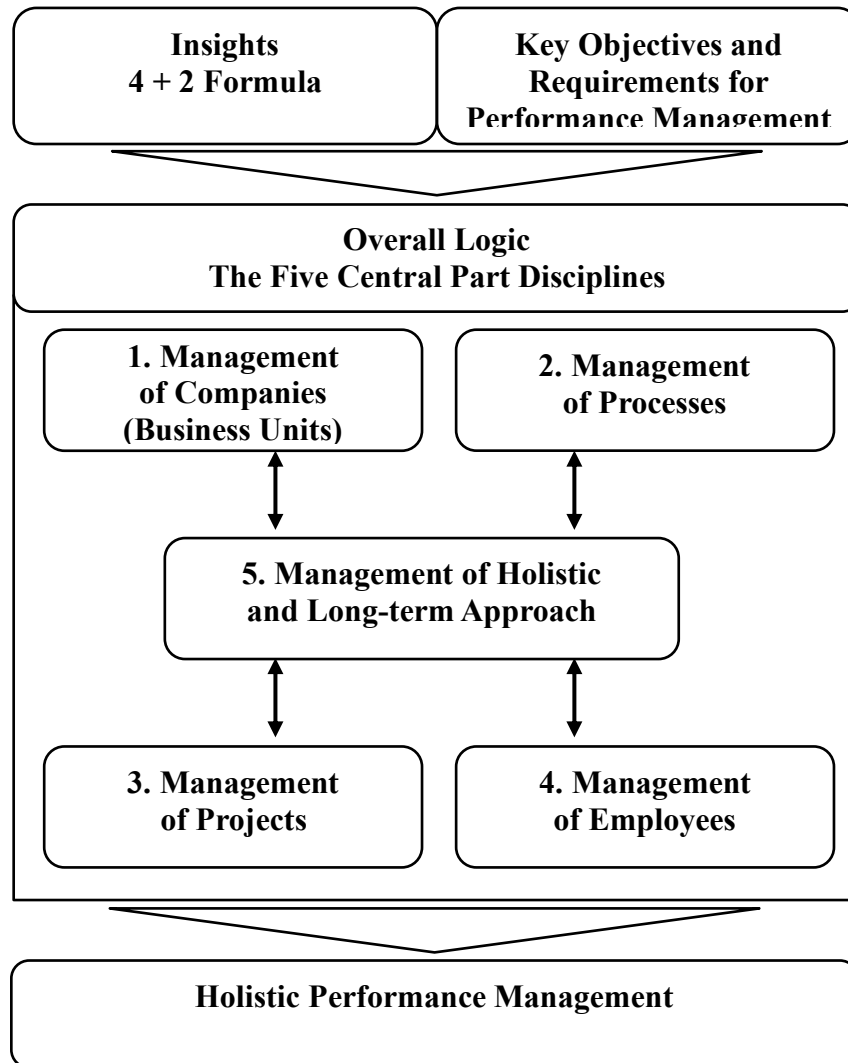 Insights
4 + 2 Formula
Key Objectives and
Requirements for
Performance Management
Overall Logic
The Five Central Part Disciplines
1. Management
of Companies
(Business Units)
2. Management
of Processes
5. Management of Holistic
and Long-term Approach
3. Management
of Projects
4. Management
of Employees
Holistic Performance Management